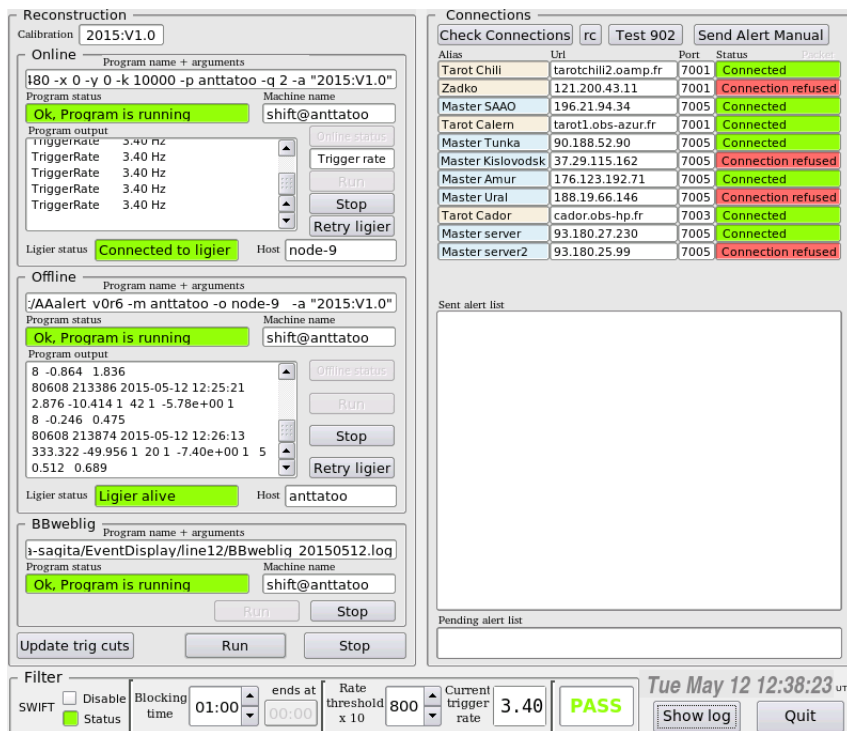 Reconstruction
Calibration 2015:V1.0
Online
Program name + arguments
480 -x 0 -y 0 -k 10000 -p anttatoo -q 2 -a "2015:V1.0"
Program status Machine name
Ok, Program is running shift@anttatoo
Program output
TriggerRate 3.40 Hz
TriggerRate 3.40 Hz
TriggerRate 3.40 Hz
TriggerRate 3.40 Hz
TriggerRate 3.40 Hz
Online status
Trigger rate
Run
Stop
Retry ligier
Ligier status Connected to ligier Host node-9
Offline
Program name + arguments
:/AAalert_v0r6 -m anttatoo -o node-9 -a "2015:V1.0"
Program status Machine name
Ok, Program is running shift@anttatoo
Program output
8 -0.864 1.836
80608 213386 2015-05-12 12:25:21
2.876 -10.414 1 42 1 -5.78e+00 1
8 -0.246 0.475
80608 213874 2015-05-12 12:26:13
333.322 -49.956 1 20 1 -7.40e+00 1 5
0.512 0.689
Offline status
Run
Stop
Retry ligier
Ligier status Ligier alive Host anttatoo
BBweblig
Program name + arguments
a-sagita/EventDisplay/line12/BBweblig_20150512.log
Program status Machine name
Ok, Program is running shift@anttatoo
Run Stop
Update trig cuts Run Stop
Connections
Check Connections rc Test 902 Send Alert Manual
Alias Url Port Status Packet
Tarot Chili tarotchili2.oamp.fr 7001 Connected
Zadko 121.200.43.11 7001 Connection refused
Master SAAO 196.21.94.34 7005 Connected
Tarot Calern tarot1.obs-azur.fr 7001 Connected
Master Tunka 90.188.52.90 7005 Connected
Master Kislovodsk 37.29.115.162 7005 Connection refused
Master Amur 176.123.192.71 7005 Connected
Master Ural 188.19.66.146 7005 Connection refused
Tarot Cador cador.obs-hp.fr 7003 Connected
Master server 93.180.27.230 7005 Connected
Master server2 93.180.25.99 7005 Connection refused
Sent alert list
Pending alert list
Filter
SWIFT
Disable
Status
Blocking time 01:00
ends at
00:00
Rate threshold x 10 800
Current trigger rate 3.40
PASS
Tue May 12 12:38:23 UT
Show log Quit